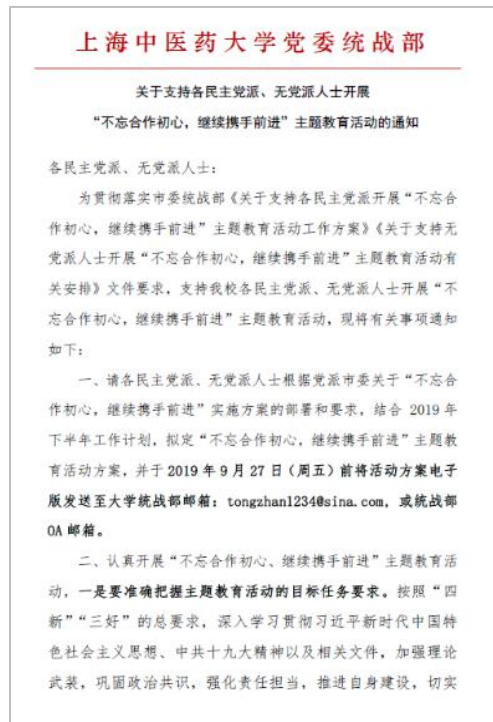 上海中医药大学党委统战部
关于支持各民主党派、无党派人士开展
“不忘合作初心，继续携手前进”主题教育活动的通知
各民主党派、无党派人士：
为贯彻落实市委统战部《关于支持各民主党派开展“不忘合
作初心，继续携手前进”主题教育活动工作方案》《关于支持无
党派人士开展“不忘合作初心，继续携手前进”主题教育活动有
关安排》文件要求，支持我校各民主党派、无党派人士开展“不
忘合作初心，继续携手前进”主题教育活动，现将有关事项通知
如下：
一、请各民主党派、无党派人士根据党派市委关于“不忘合
作初心，继续携手前进”实施方案的部署和要求，结合 2019 年
下半年工作计划，拟定“不忘合作初心，继续携手前进”主题教
育活动方案，并于 2019 年 9 月 27 日（周五）前将活动方案电子
版发送至大学统战部邮箱：tongzhan1234@sina.com，或统战部
OA 邮箱。
二、认真开展“不忘合作初心、继续携手前进”主题教育活
动，一是要准确把握主题教育活动的目标任务要求。按照“四
新”“三好”的总要求，深入学习贯彻习近平新时代中国特
色社会主义思想、中共十九大精神以及相关文件，加强理论
武装，巩固政治共识，强化责任担当，推进自身建设，切实